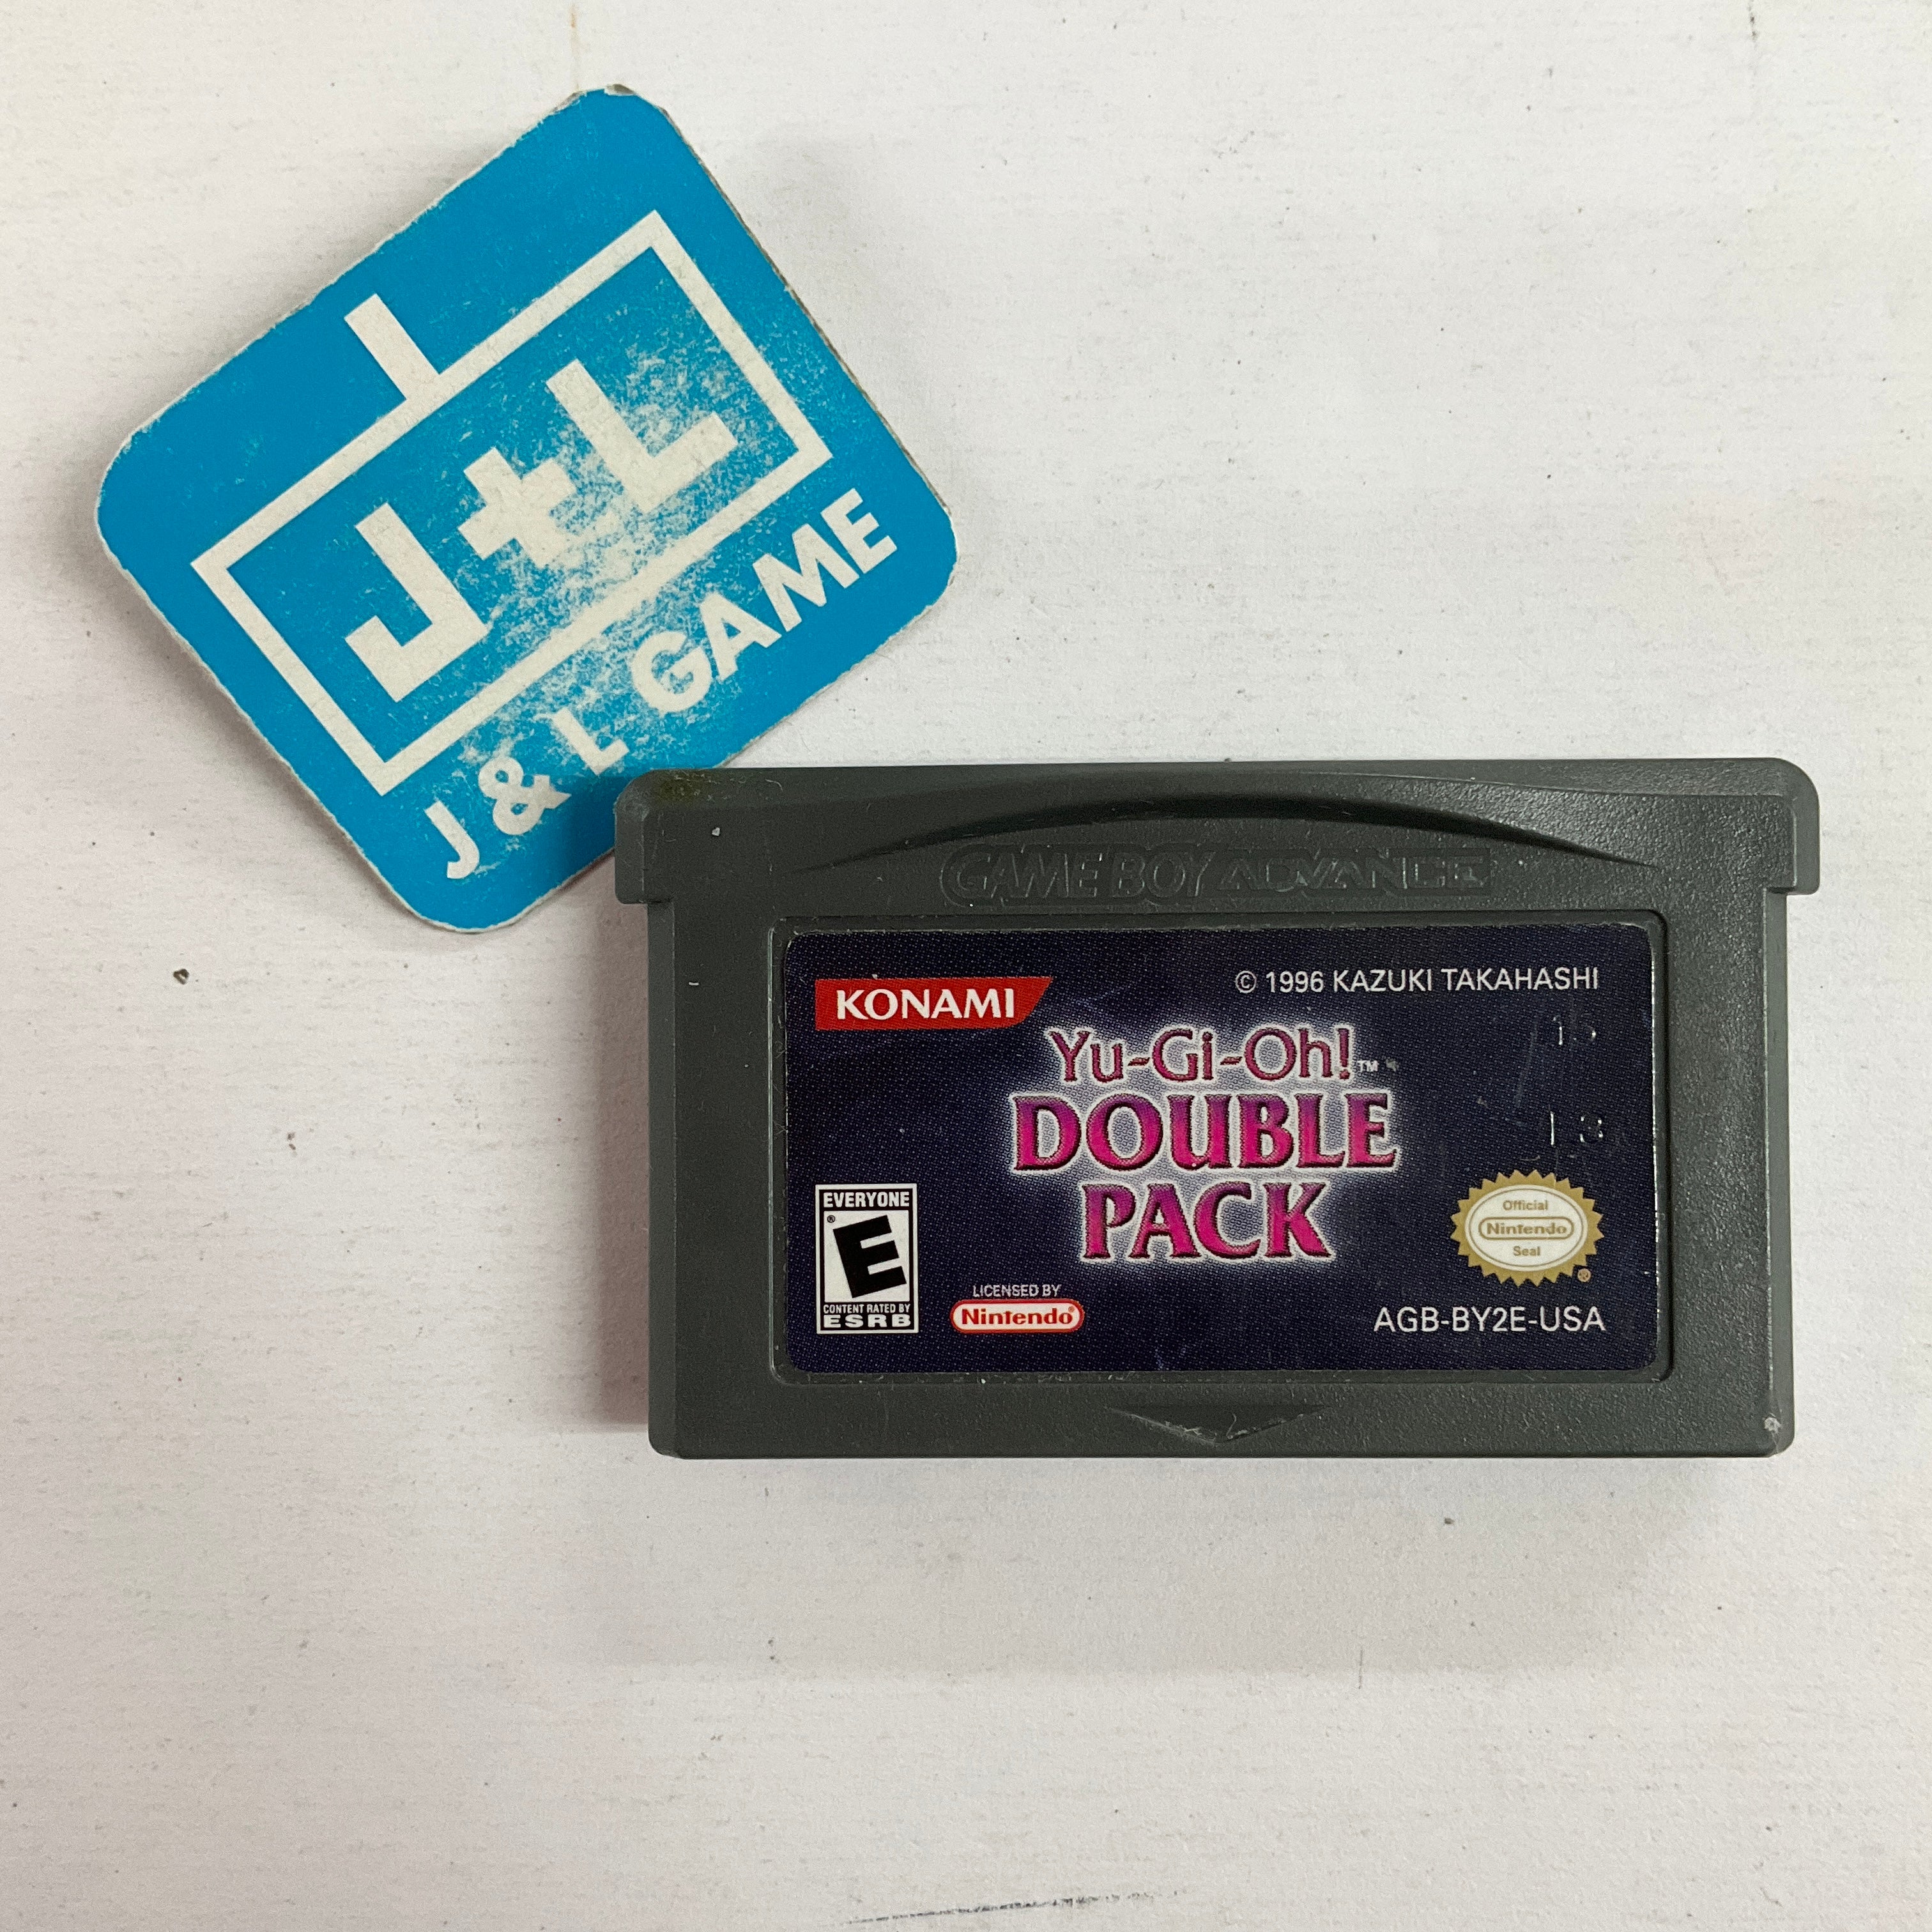 J+L
J & L GAME
GAME BOY ADVANCE
KONAMI
© 1996 KAZUKI TAKAHASHI
Yu-Gi-Oh!™
DOUBLE
PACK
EVERYONE
E
®
CONTENT RATED BY
ESRB
LICENSED BY
Nintendo®
Official
Nintendo
Seal
®
AGB-BY2E-USA